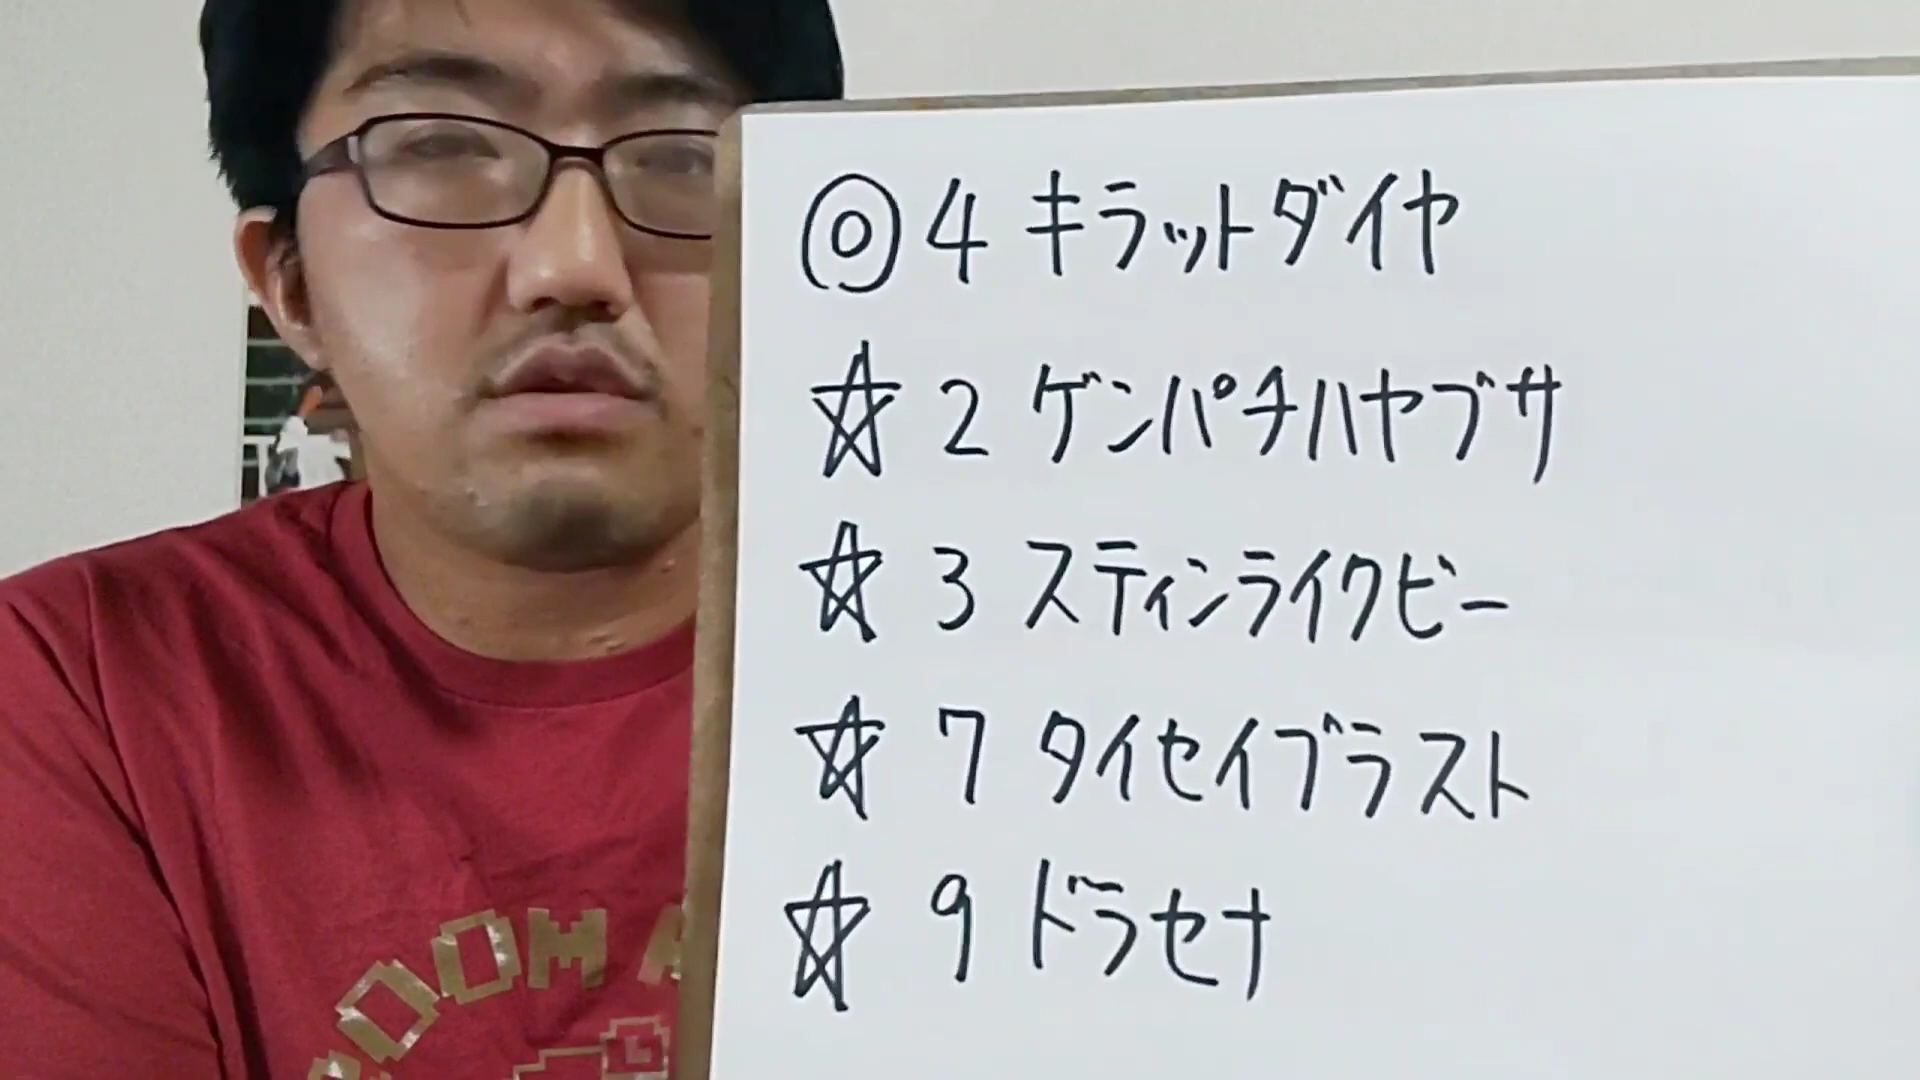 ◎4 キラットダイヤ
☆ 2 ゲンパチハヤブサ
☆ 3 スティンライクビー
☆ 7 タイセイブラスト
☆ 9 ドラセナ
OOM A